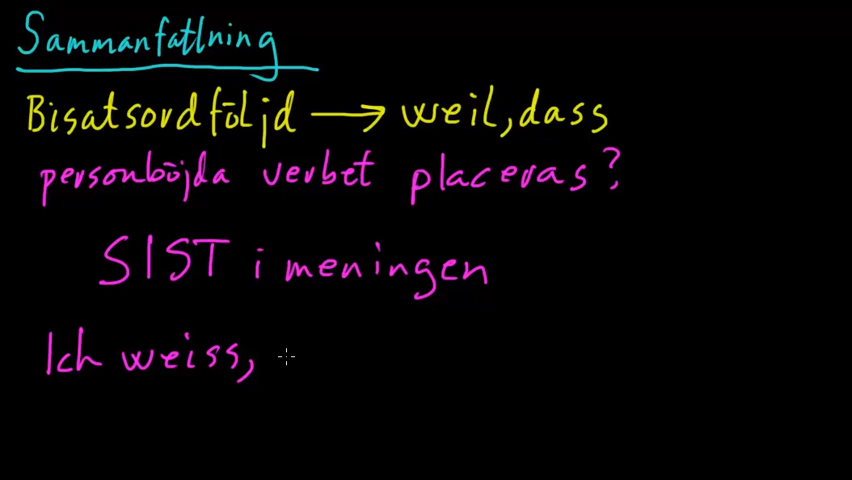 Sammanfattning
Bisatsordföljd → weil, dass
personböjda verbet placeras?
SIST i meningen
Ich weiss,